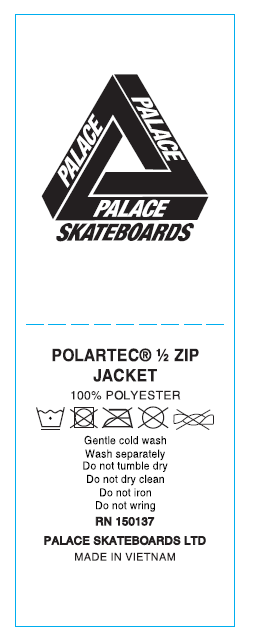 PALACE
PALACE
PALACE
SKATEBOARDS
POLARTEC® ½ ZIP
JACKET
100% POLYESTER
Gentle cold wash
Wash separately
Do not tumble dry
Do not dry clean
Do not iron
Do not wring
RN 150137
PALACE SKATEBOARDS LTD
MADE IN VIETNAM